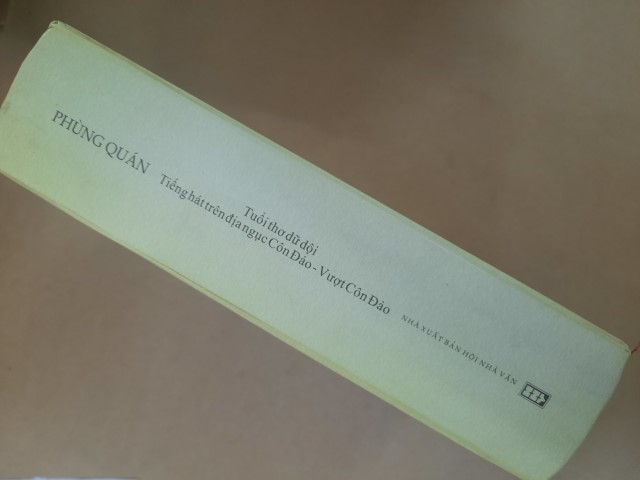 PHÙNG QUÁN
Tuổi thơ dữ dội
Tiếng hát trên địa ngục Côn Đảo - Vượt Côn Đảo
NHÀ XUẤT BẢN HỘI NHÀ VĂN